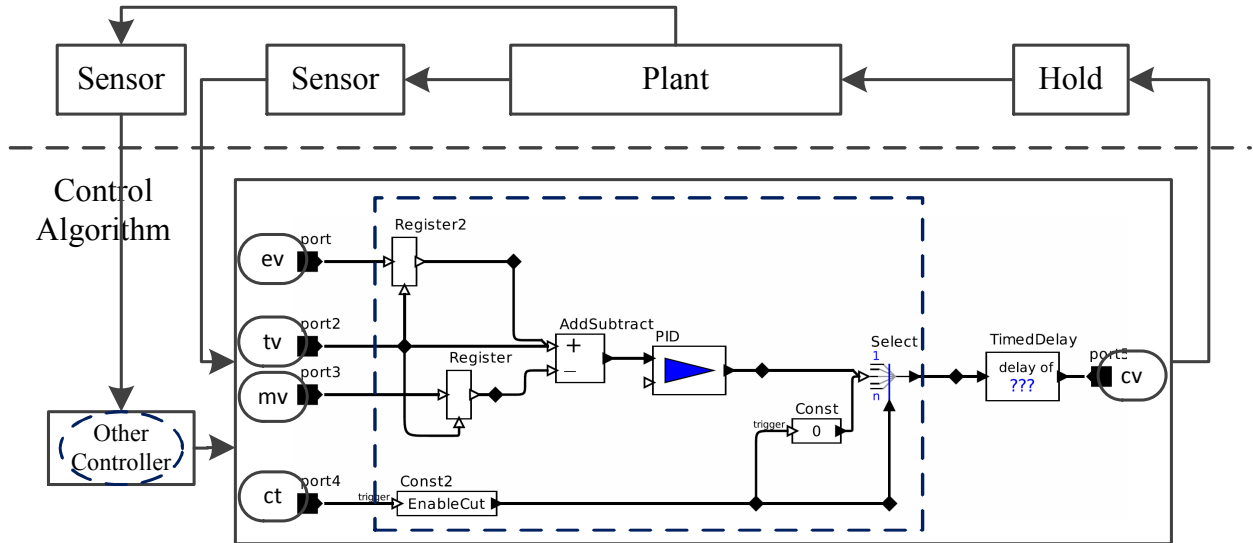 Sensor
Sensor
Plant
Hold
Control
Algorithm
Register2
port
ev
port2
tv
AddSubtract
+
PID
Select
1
TimedDelay
delay of
???
port5
cv
Register
port3
mv
−
n
Const
trigger
0
Other
Controller
port4
ct
trigger
Const2
EnableCut